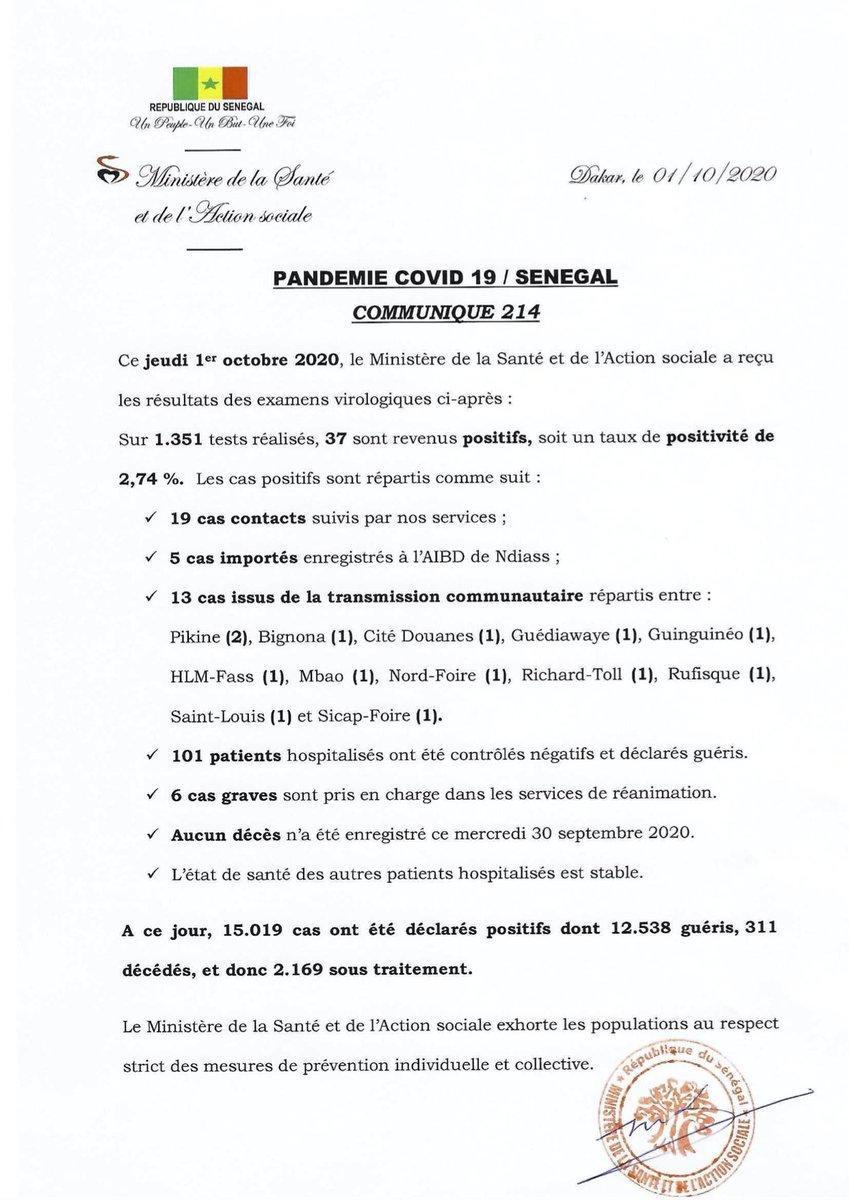 REPUBLIQUE DU SENEGAL
Un Peuple-Un But-Une Foi
Ministère de la Santé
et de l'Action sociale
Dakar, le 01/10/2020
PANDEMIE COVID 19 / SENEGAL
COMMUNIQUE 214
Ce jeudi 1er octobre 2020, le Ministère de la Santé et de l'Action sociale a reçu
les résultats des examens virologiques ci-après :
Sur 1.351 tests réalisés, 37 sont revenus positifs, soit un taux de positivité de
2,74 %. Les cas positifs sont répartis comme suit :
✓ 19 cas contacts suivis par nos services ;
✓ 5 cas importés enregistrés à l'AIBD de Ndiass ;
✓ 13 cas issus de la transmission communautaire répartis entre :
Pikine (2), Bignona (1), Cité Douanes (1), Guédiawaye (1), Guinguinéo (1),
HLM-Fass (1), Mbao (1), Nord-Foire (1), Richard-Toll (1), Rufisque (1),
Saint-Louis (1) et Sicap-Foire (1).
✓ 101 patients hospitalisés ont été contrôlés négatifs et déclarés guéris.
✓ 6 cas graves sont pris en charge dans les services de réanimation.
✓ Aucun décès n'a été enregistré ce mercredi 30 septembre 2020.
✓ L'état de santé des autres patients hospitalisés est stable.
A ce jour, 15.019 cas ont été déclarés positifs dont 12.538 guéris, 311
décédés, et donc 2.169 sous traitement.
Le Ministère de la Santé et de l'Action sociale exhorte les populations au respect
strict des mesures de prévention individuelle et collective.
République du Sénégal
MINISTÈRE DE LA SANTÉ ET DE L'ACTION SOCIALE